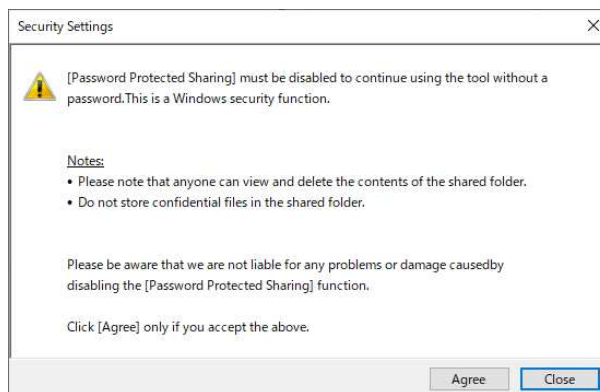 Security Settings
[Password Protected Sharing] must be disabled to continue using the tool without a
password.This is a Windows security function.
Notes:
• Please note that anyone can view and delete the contents of the shared folder.
• Do not store confidential files in the shared folder.
Please be aware that we are not liable for any problems or damage causedby
disabling the [Password Protected Sharing] function.
Click [Agree] only if you accept the above.
Agree Close